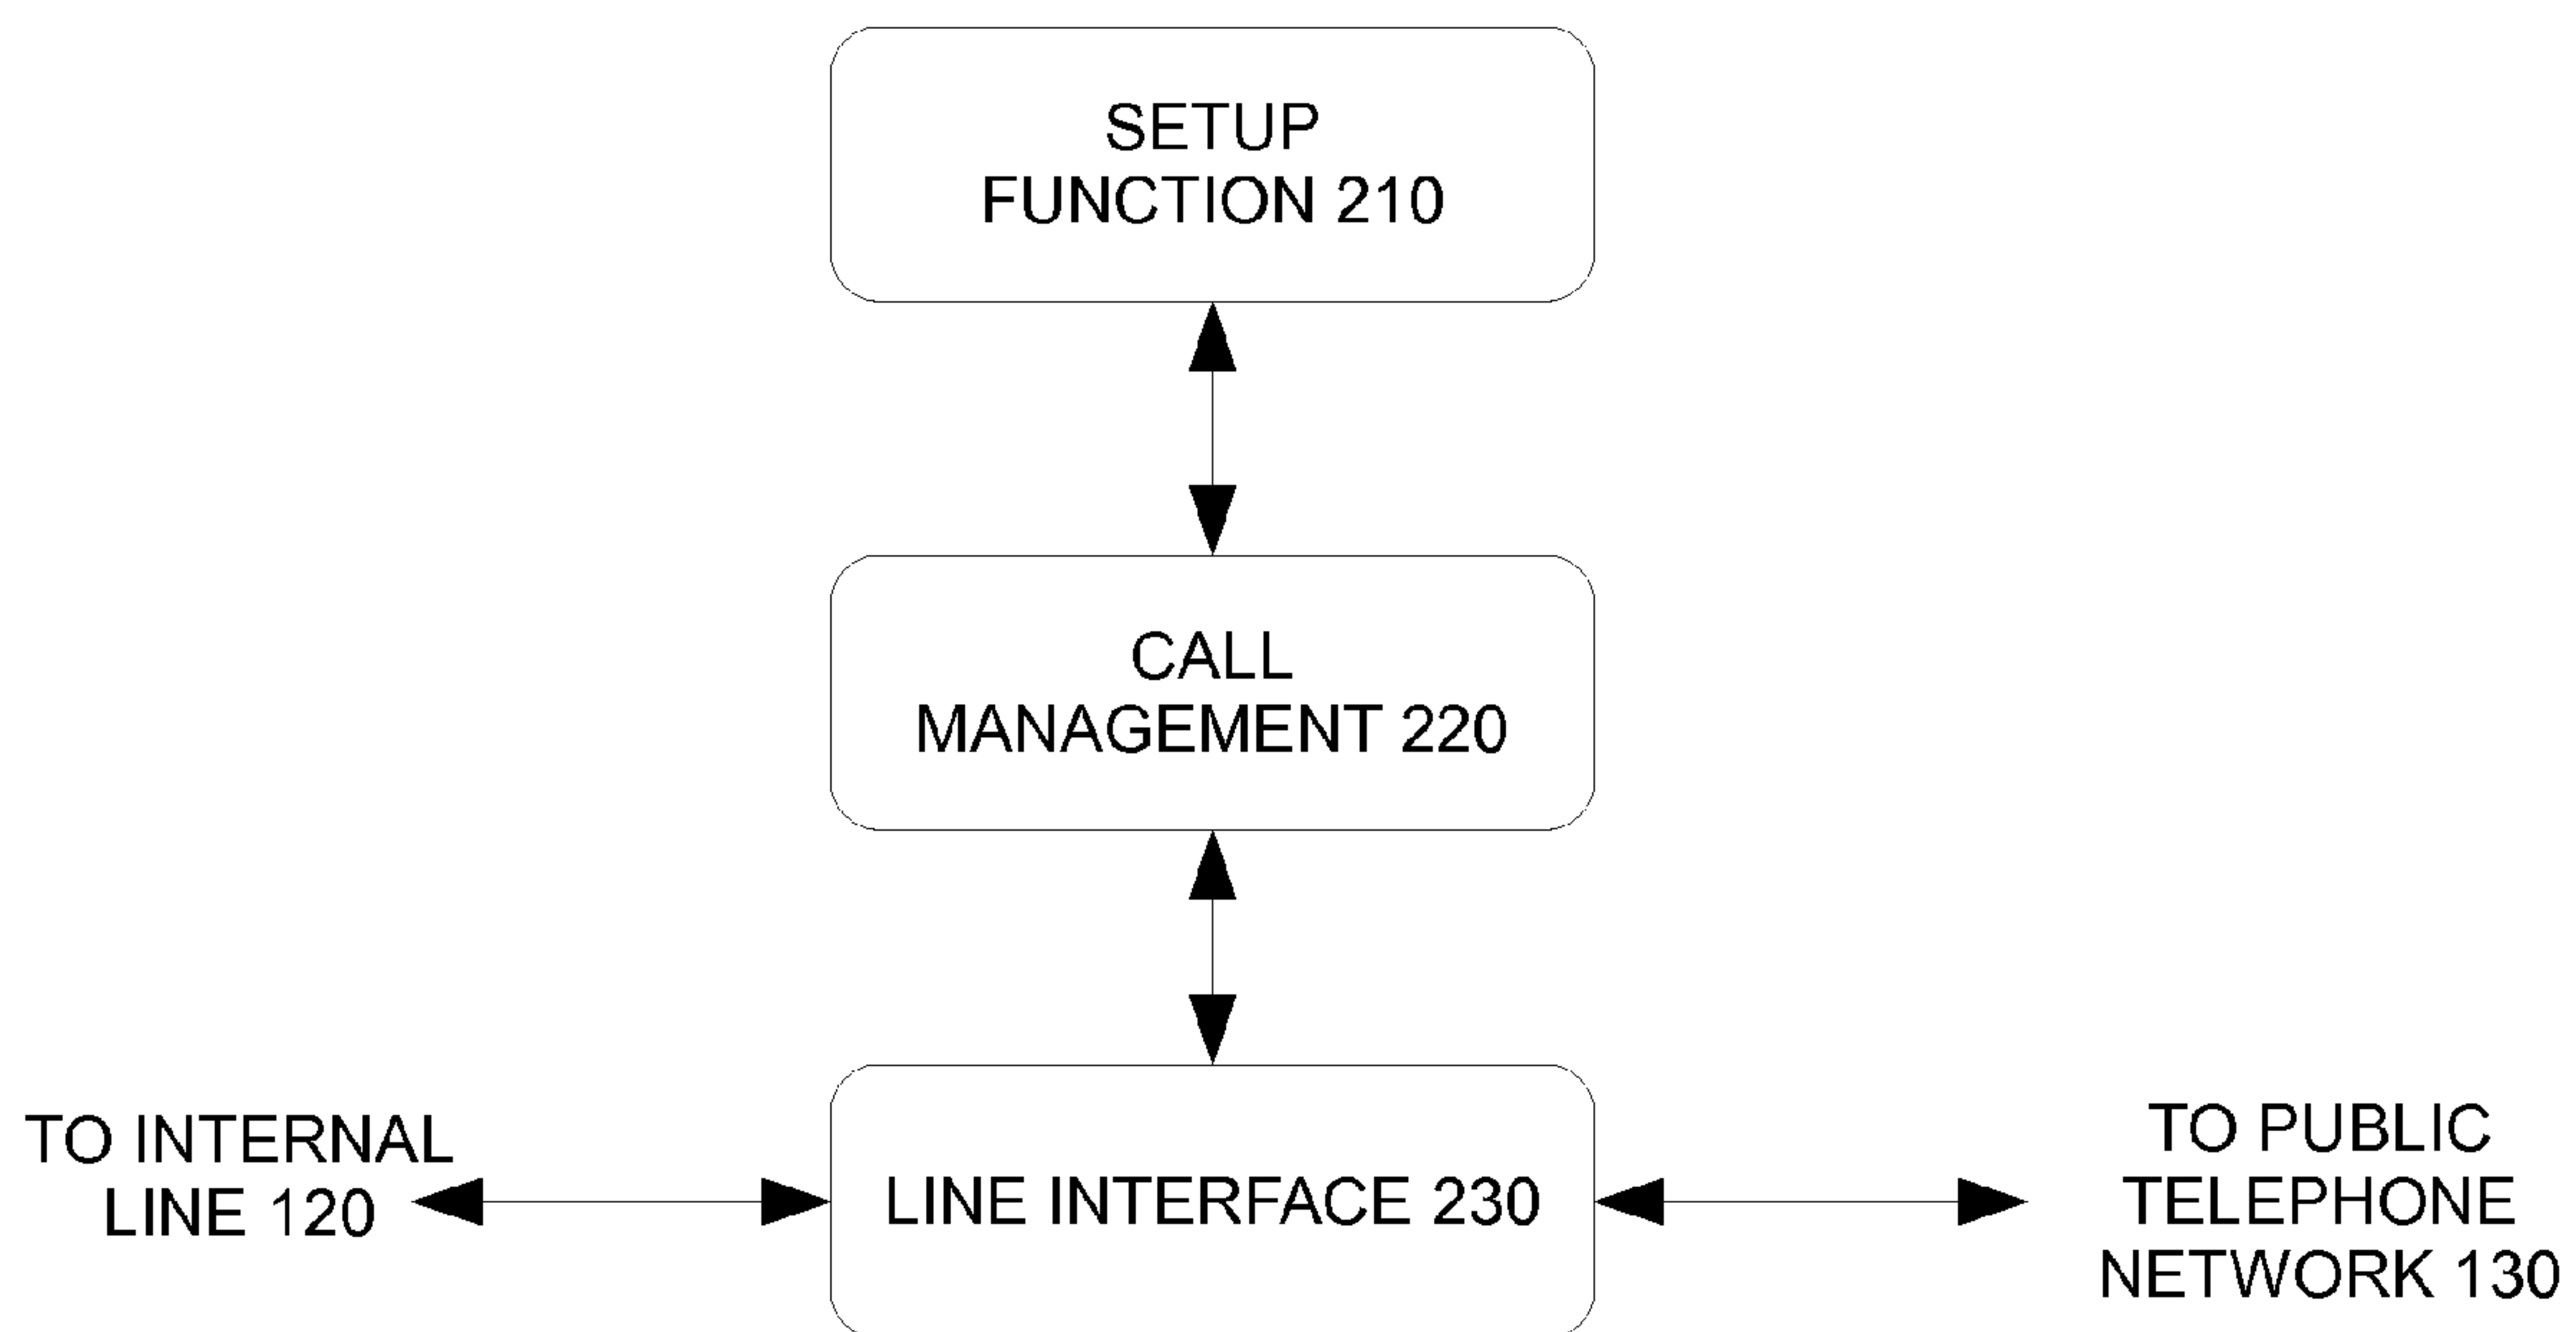 SETUP
FUNCTION 210
CALL
MANAGEMENT 220
TO INTERNAL
LINE 120
LINE INTERFACE 230
TO PUBLIC
TELEPHONE
NETWORK 130